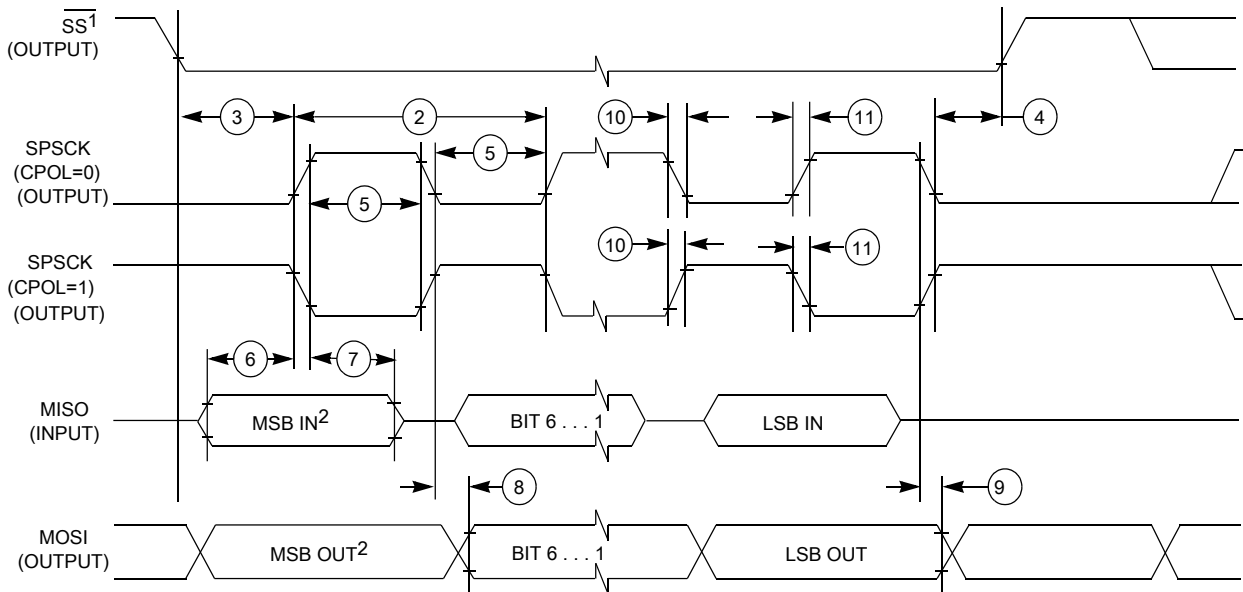 SS1
(OUTPUT)
3
2
10
11
4
SPSCK
(CPOL=0)
(OUTPUT)
5
5
SPSCK
(CPOL=1)
(OUTPUT)
10
11
6
7
MISO
(INPUT)
MSB IN2
BIT 6 . . . 1
LSB IN
8
9
MOSI
(OUTPUT)
MSB OUT2
BIT 6 . . . 1
LSB OUT